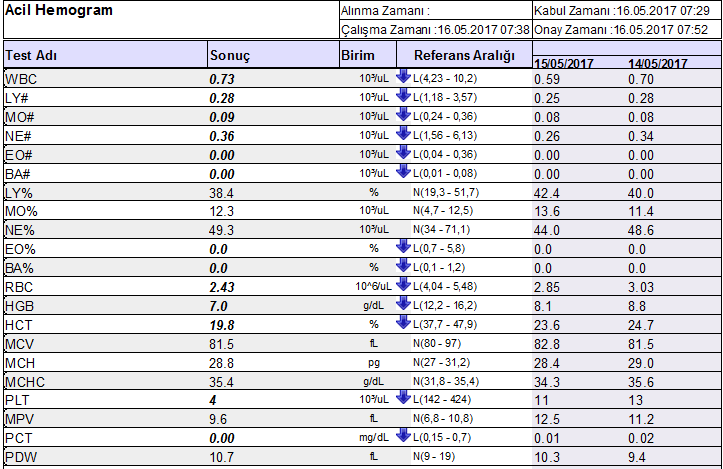 Acil Hemogram Alınma Zamanı : Kabul Zamanı :16.05.2017 07:29
Çalışma Zamanı :16.05.2017 07:38 Onay Zamanı :16.05.2017 07:52
Test Adı Sonuç Birim Referans Aralığı 15/05/2017 14/05/2017
WBC 0.73 10³/uL L(4,23 - 10,2) 0.59 0.70
LY# 0.28 10³/uL L(1,18 - 3,57) 0.25 0.28
MO# 0.09 10³/uL L(0,24 - 0,36) 0.08 0.08
NE# 0.36 10³/uL L(1,56 - 6,13) 0.26 0.34
EO# 0.00 10³/uL L(0,04 - 0,36) 0.00 0.00
BA# 0.00 10³/uL L(0,01 - 0,08) 0.00 0.00
LY% 38.4 % N(19,3 - 51,7) 42.4 40.0
MO% 12.3 10³/uL N(4,7 - 12,5) 13.6 11.4
NE% 49.3 10³/uL N(34 - 71,1) 44.0 48.6
EO% 0.0 % L(0,7 - 5,8) 0.0 0.0
BA% 0.0 % L(0,1 - 1,2) 0.0 0.0
RBC 2.43 10^6/uL L(4,04 - 5,48) 2.85 3.03
HGB 7.0 g/dL L(12,2 - 16,2) 8.1 8.8
HCT 19.8 % L(37,7 - 47,9) 23.6 24.7
MCV 81.5 fL N(80 - 97) 82.8 81.5
MCH 28.8 pg N(27 - 31,2) 28.4 29.0
MCHC 35.4 g/dL N(31,8 - 35,4) 34.3 35.6
PLT 4 10³/uL L(142 - 424) 11 13
MPV 9.6 fL N(6,8 - 10,8) 12.5 11.2
PCT 0.00 mg/dL L(0,15 - 0,7) 0.01 0.02
PDW 10.7 fL N(9 - 19) 10.3 9.4